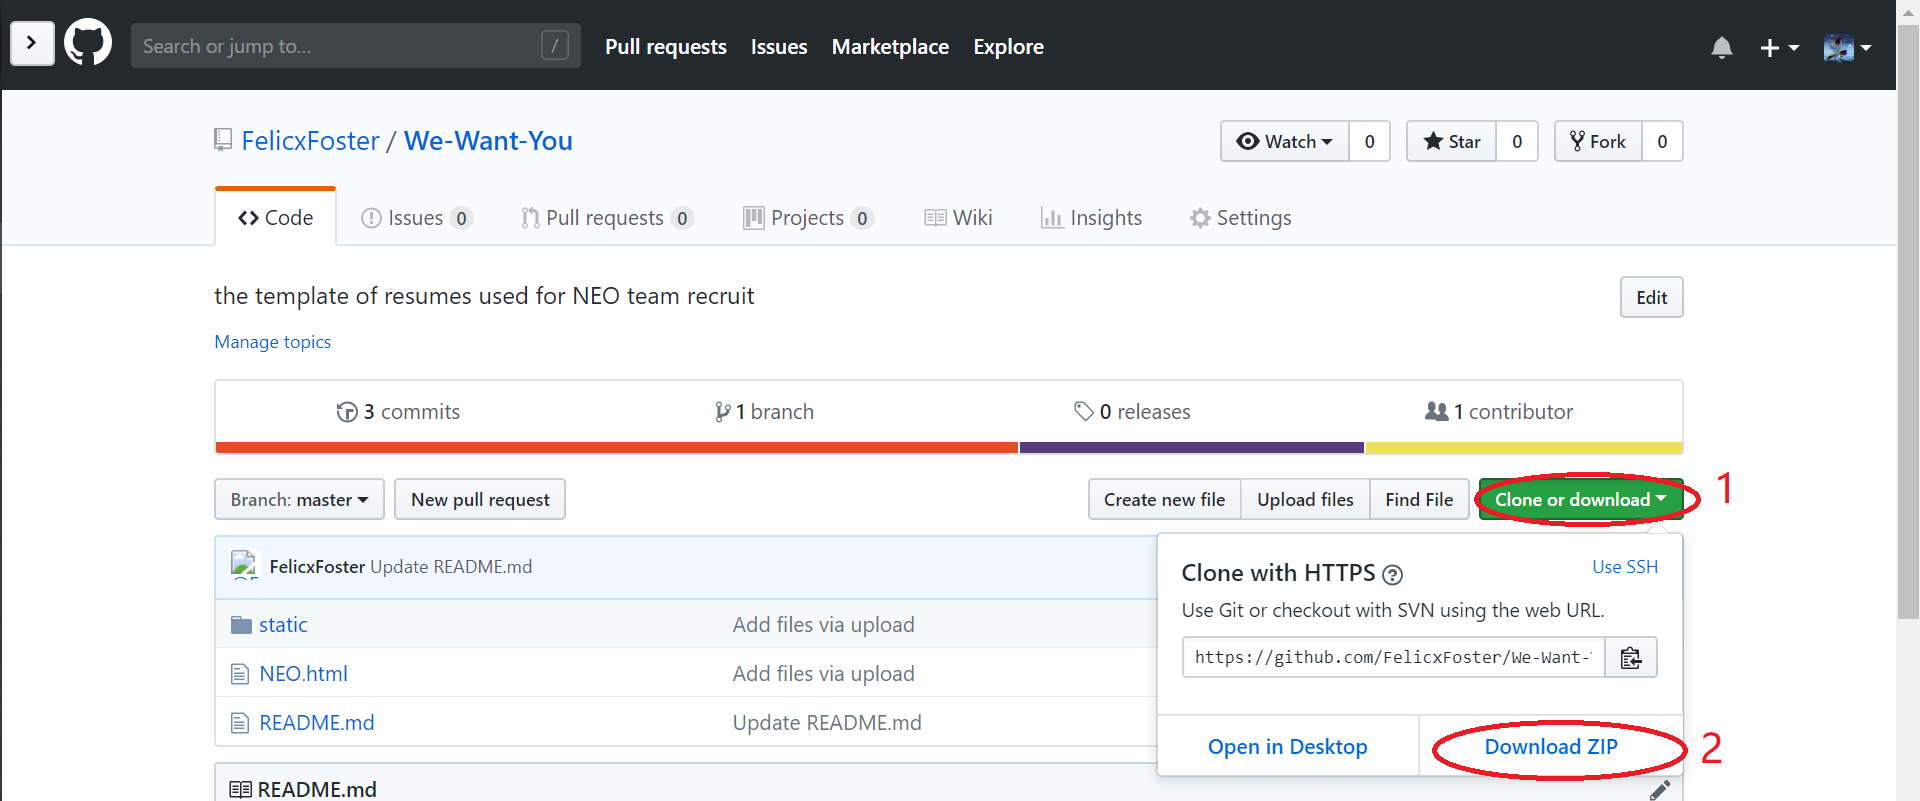 Search or jump to... / Pull requests Issues Marketplace Explore
FelicxFoster / We-Want-You Watch 0 Star 0 Fork 0
Code Issues 0 Pull requests 0 Projects 0 Wiki Insights Settings
the template of resumes used for NEO team recruit Edit
Manage topics
3 commits 1 branch 0 releases 1 contributor
Branch: master New pull request Create new file Upload files Find File Clone or download 1
FelicxFoster Update README.md
Clone with HTTPS ? Use SSH
Use Git or checkout with SVN using the web URL.
static Add files via upload
https://github.com/FelicxFoster/We-Want-
NEO.html Add files via upload
README.md Update README.md
Open in Desktop Download ZIP 2
README.md